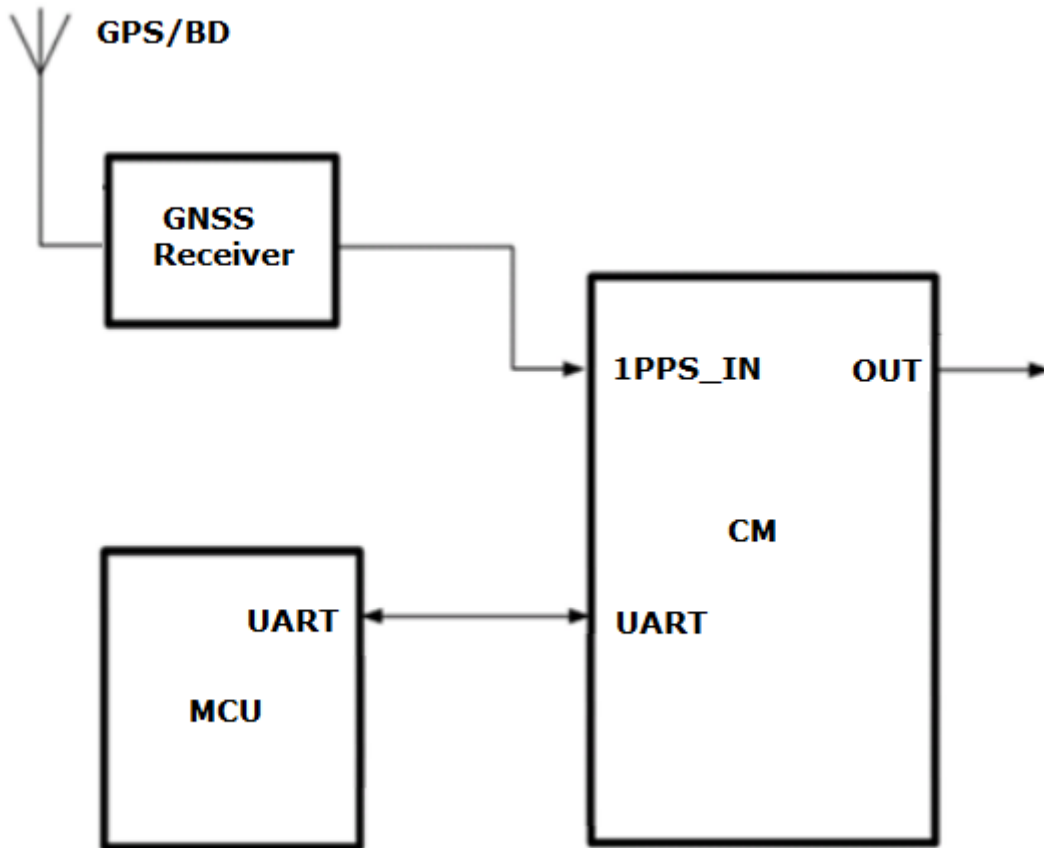 GPS/BD
GNSS
Receiver
1PPS_IN
OUT
CM
UART
UART
MCU